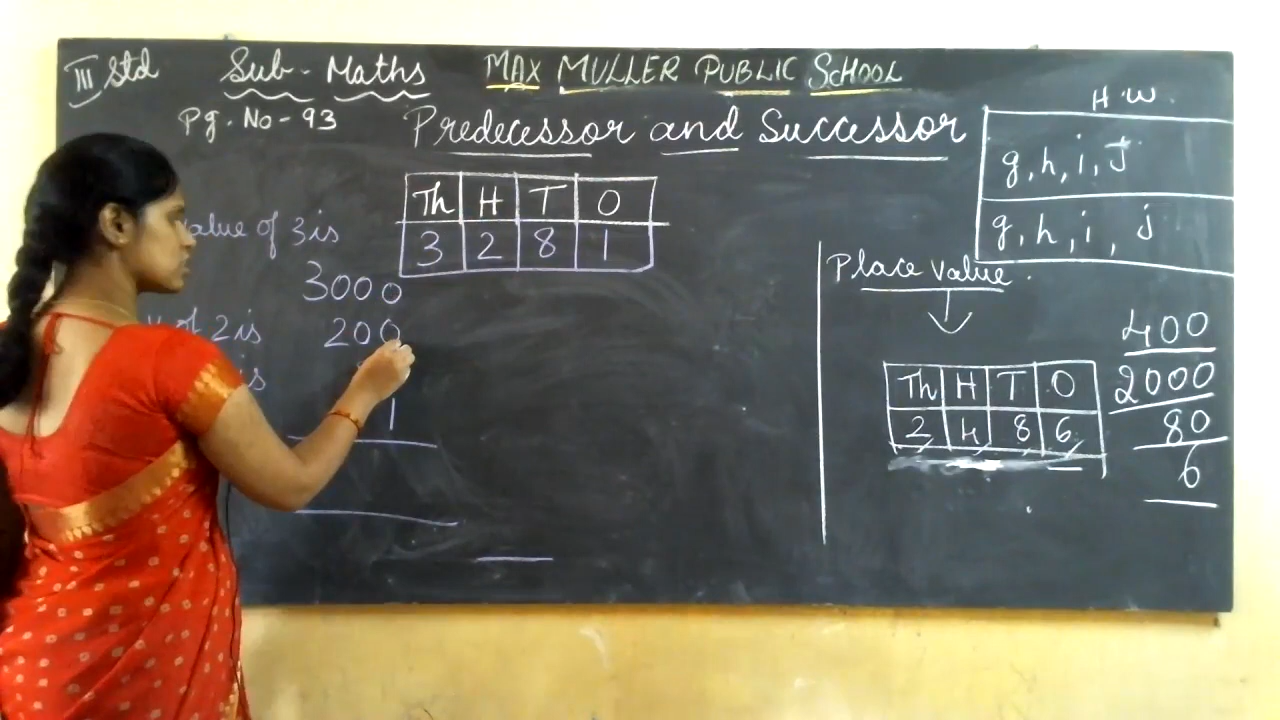 III Std
Sub - Maths
MAX MULLER PUBLIC SCHOOL
Pg. No - 93
Predecessor and Successor
H.W
g, h, i, j
g, h, i, j
Th H T O
3 2 8 1
value of 3 is
3000
of 2 is 200
is
1
Place value
Th H T O
2 4 8 6
400
2000
80
6